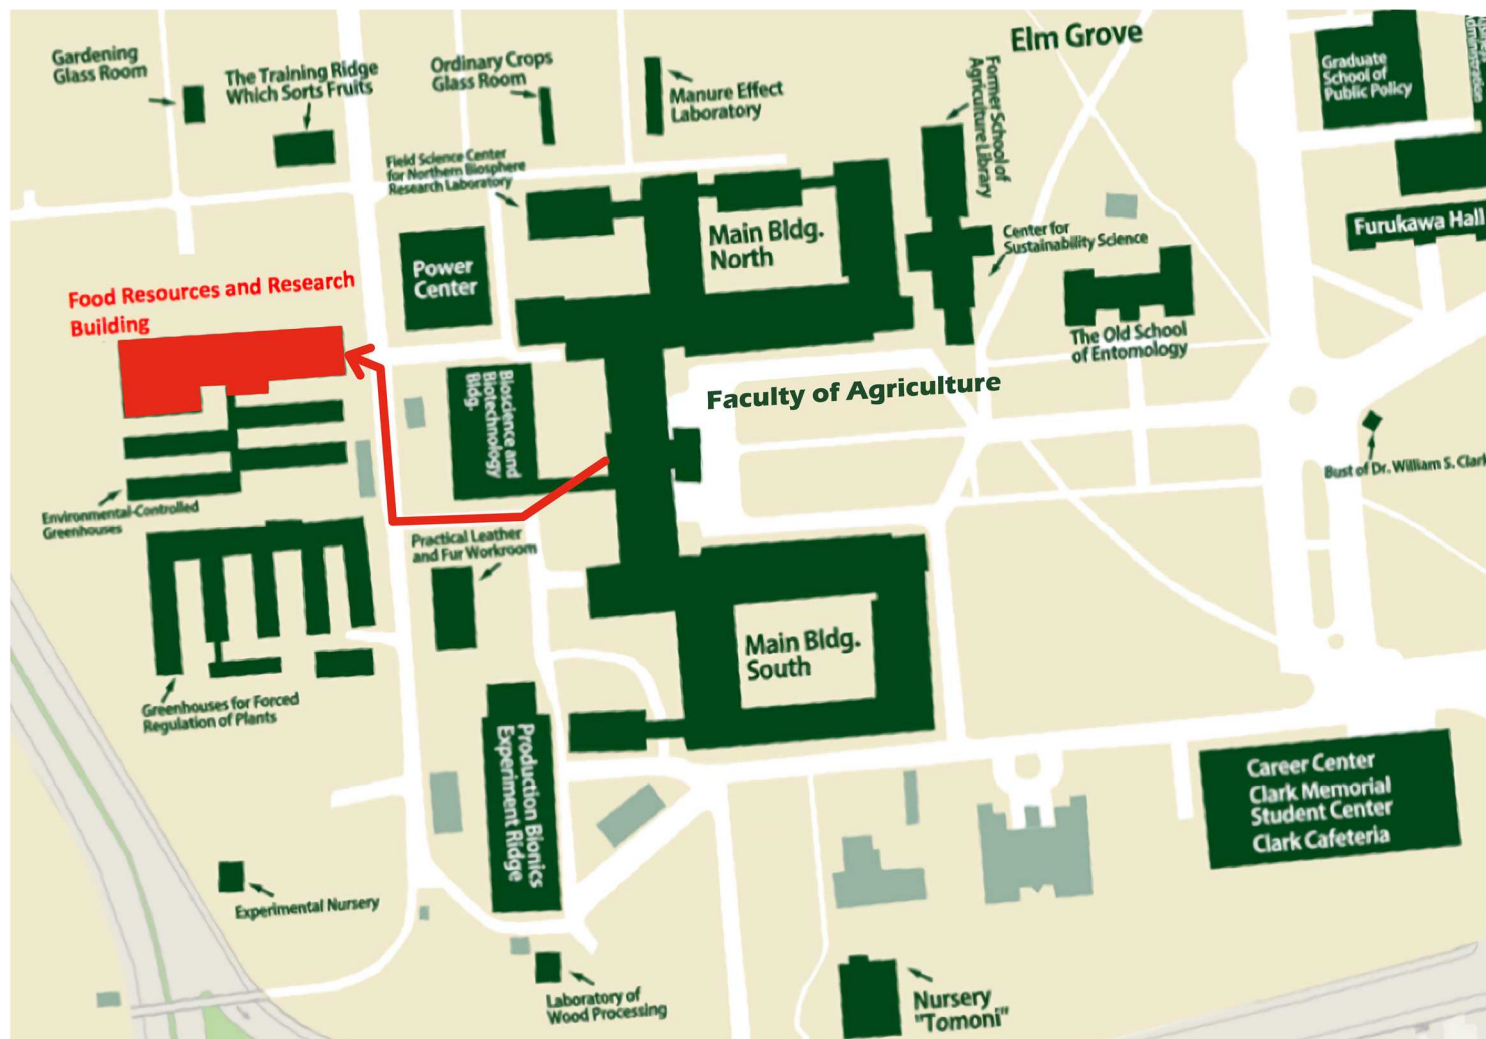 Elm Grove
Gardening
Glass Room
The Training Ridge
Which Sorts Fruits
Ordinary Crops
Glass Room
Manure Effect
Laboratory
Former School of
Agriculture Library
Graduate
School of
Public Policy
Administration
Field Science Center
for Northern Biosphere
Research Laboratory
Main Bldg.
North
Center for
Sustainability Science
Furukawa Hall
Power
Center
Food Resources and Research
Building
The Old School
of Entomology
Bioscience and
Biotechnology
Bldg.
Faculty of Agriculture
Bust of Dr. William S. Clark
Environmental-Controlled
Greenhouses
Practical Leather
and Fur Workroom
Main Bldg.
South
Greenhouses for Forced
Regulation of Plants
Production Bionics
Experiment Ridge
Career Center
Clark Memorial
Student Center
Clark Cafeteria
Experimental Nursery
Laboratory of
Wood Processing
Nursery
"Tomoni"